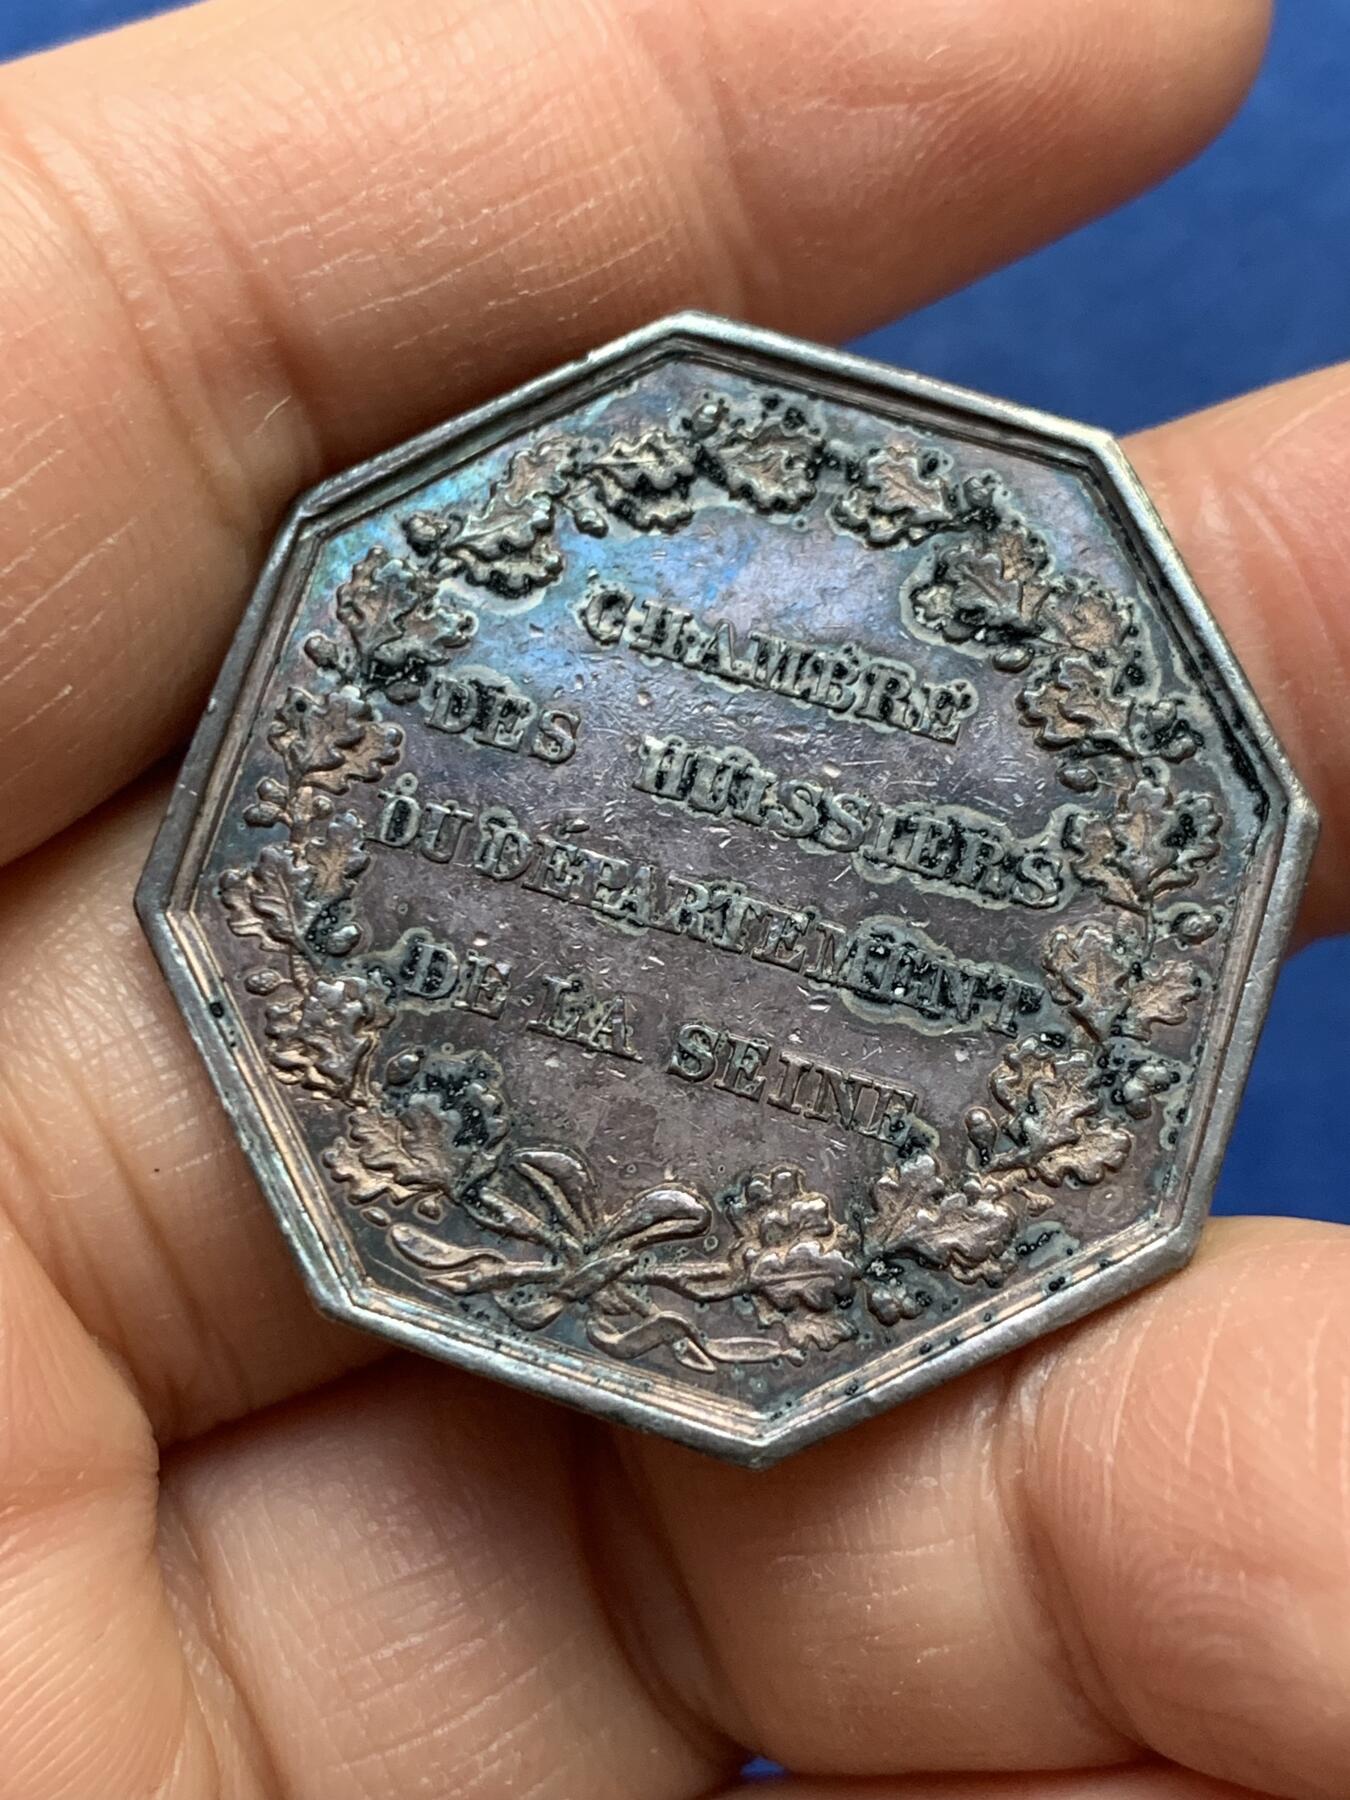 CHAMBRE
DES HUISSIERS
DU DÉPARTEMENT
DE LA SEINE